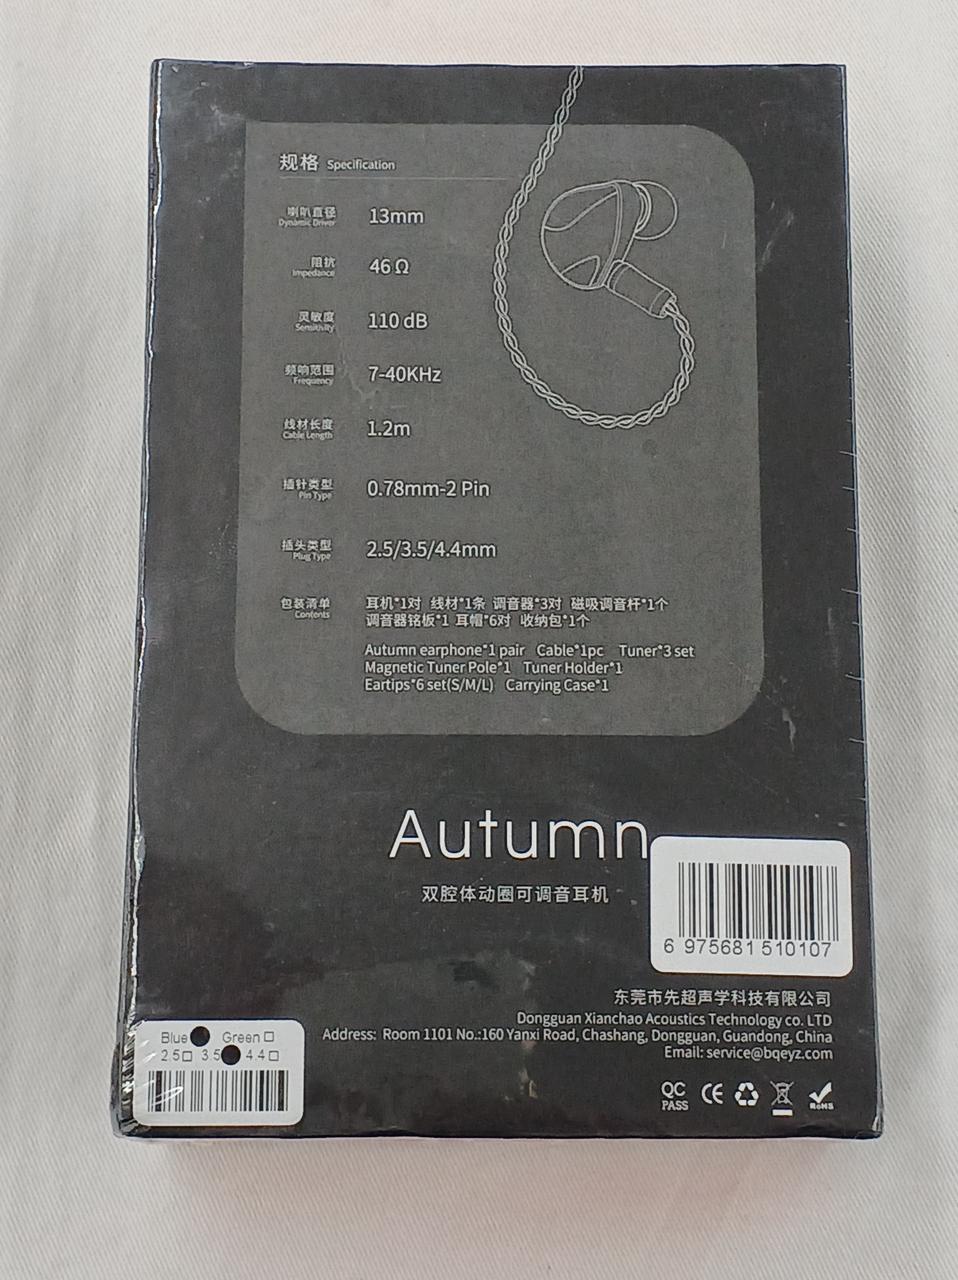 规格 Specification
喇叭直径 13mm
Dynamic Driver
阻抗 46Ω
Impedance
灵敏度 110 dB
Sensitivity
频响范围 7-40KHz
Frequency
线材长度 1.2m
Cable Length
插针类型 0.78mm-2 Pin
Pin Type
插头类型 2.5/3.5/4.4mm
Plug Type
包装清单 耳机*1对 线材*1条 调音器*3对 磁吸调音杆*1个
Contents 调音器铭板*1 耳帽*6对 收纳包*1个
Autumn earphone*1 pair Cable*1pc Tuner*3 set
Magnetic Tuner Pole*1 Tuner Holder*1
Eartips*6 set(S/M/L) Carrying Case*1
Autumn
双腔体动圈可调音耳机
6 975681 510107
东莞市先超声学科技有限公司
Dongguan Xianchao Acoustics Technology co. LTD
Address: Room 1101 No.:160 Yanxi Road, Chashang, Dongguan, Guandong, China
Email: service@bqeyz.com
Blue Green
2.5 3.5 4.4
QC
PASS
CE
RoHS